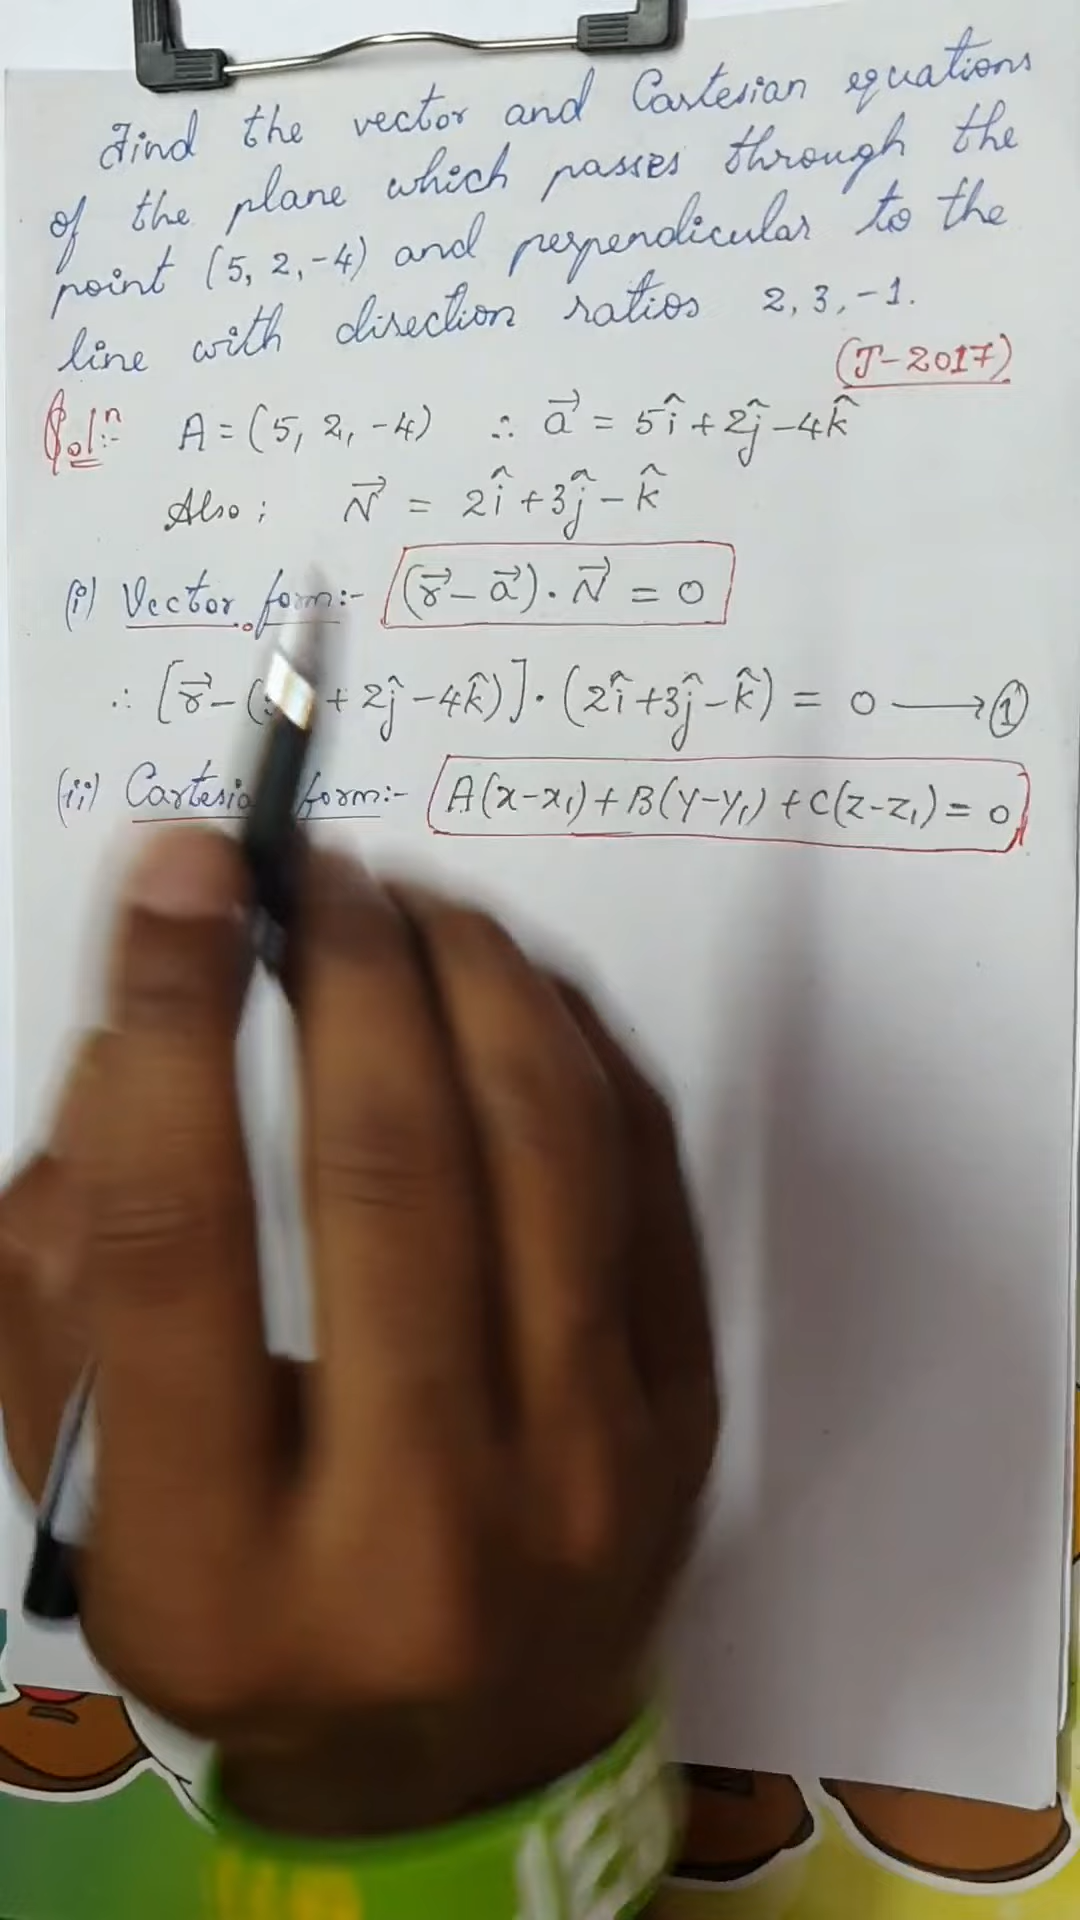 Find the vector and Cartesian equations
of the plane which passes through the
point (5, 2, -4) and perpendicular to the
line with direction ratios 2, 3, -1.
(J-2017)
Solⁿ:- A = (5, 2, -4) ∴ a⃗ = 5î + 2ĵ - 4k̂
Also; N⃗ = 2î + 3ĵ - k̂
(i) Vector form:- (r⃗ - a⃗) · N⃗ = 0
∴ [r⃗ - ( + 2ĵ - 4k̂)] · (2î + 3ĵ - k̂) = 0 → ①
(ii) Cartesia form:- A(x-x₁) + B(y-y₁) + C(z-z₁) = 0